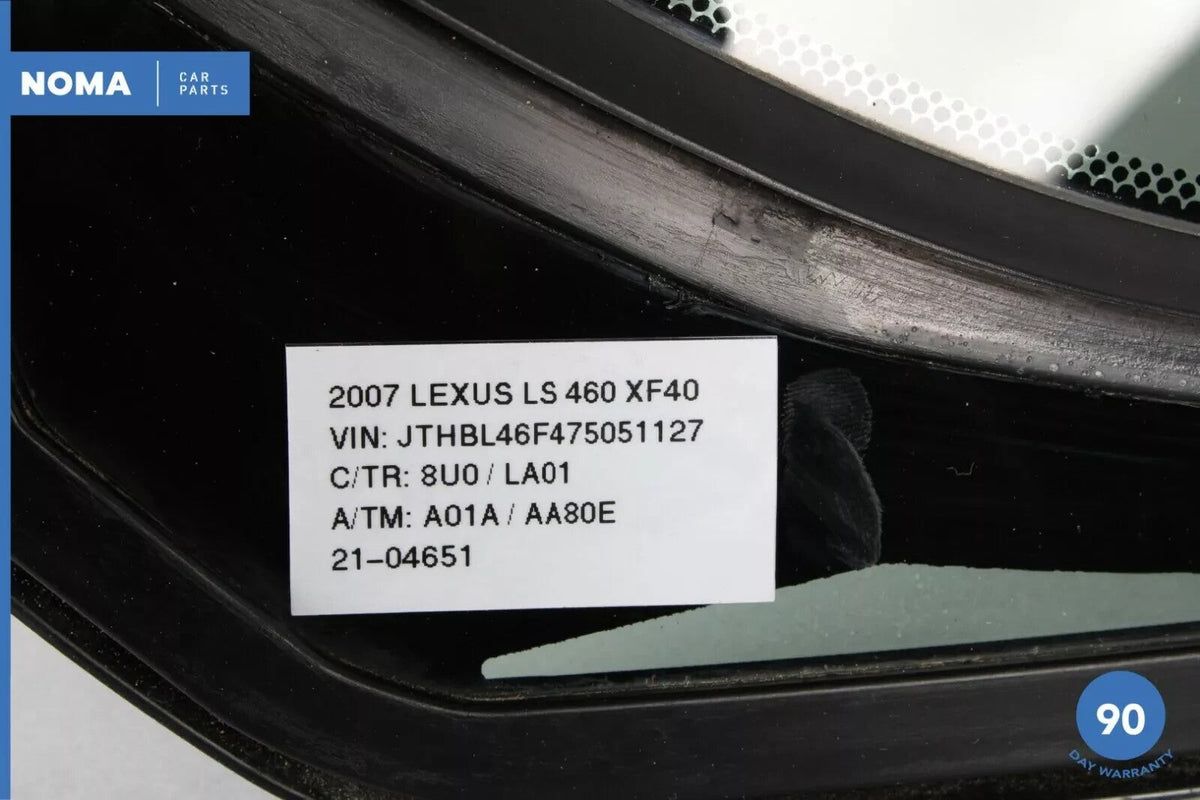 NOMA
CAR
PARTS
2007 LEXUS LS 460 XF40
VIN: JTHBL46F475051127
C/TR: 8U0 / LA01
A/TM: A01A / AA80E
21-04651
90
DAY WARRANTY